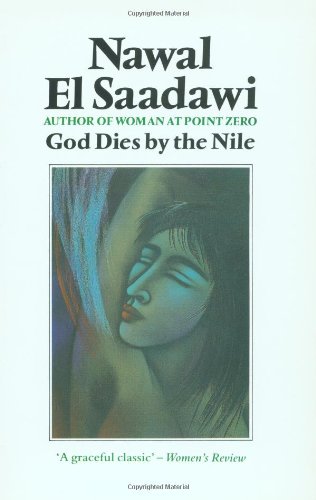 Nawal
El Saadawi
AUTHOR OF WOMAN AT POINT ZERO
God Dies by the Nile
‘A graceful classic’ – Women's Review